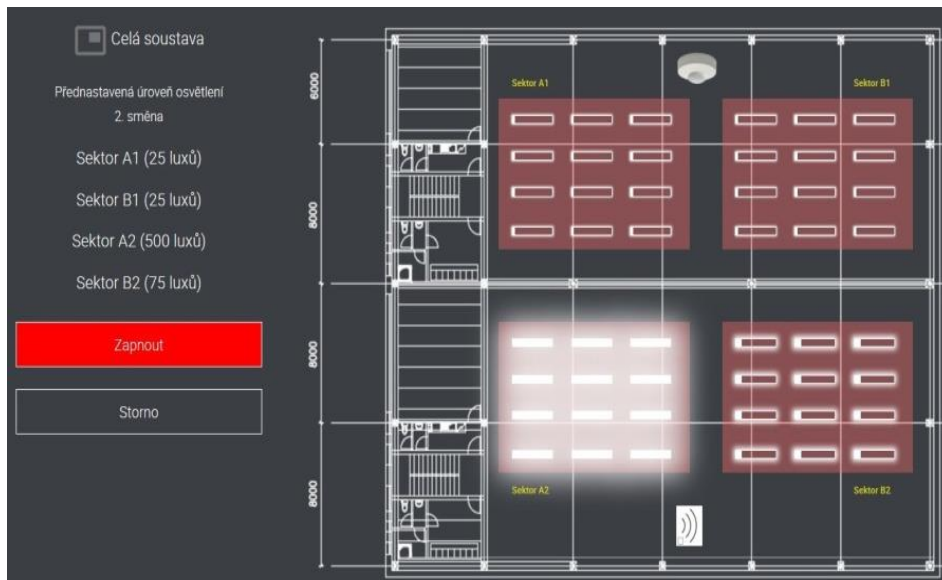 Celá soustava
Přednastavená úroveň osvětlení
2. směna
Sektor A1 (25 luxů)
Sektor B1 (25 luxů)
Sektor A2 (500 luxů)
Sektor B2 (75 luxů)
Zapnout
Storno
6000
8000
8000
8000
Sektor A1
Sektor B1
Sektor A2
Sektor B2